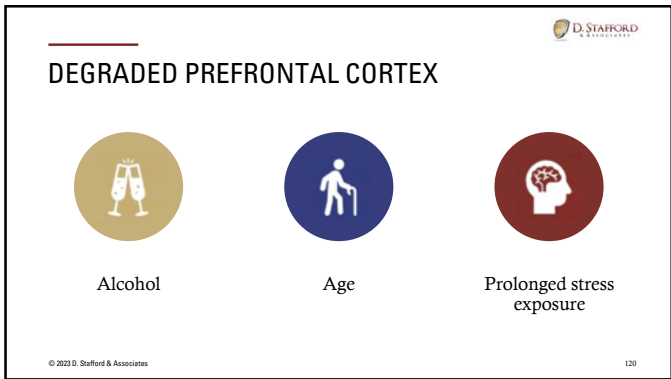 D. STAFFORD
& ASSOCIATES
DEGRADED PREFRONTAL CORTEX
Alcohol
Age
Prolonged stress
exposure
© 2023 D. Stafford & Associates
120